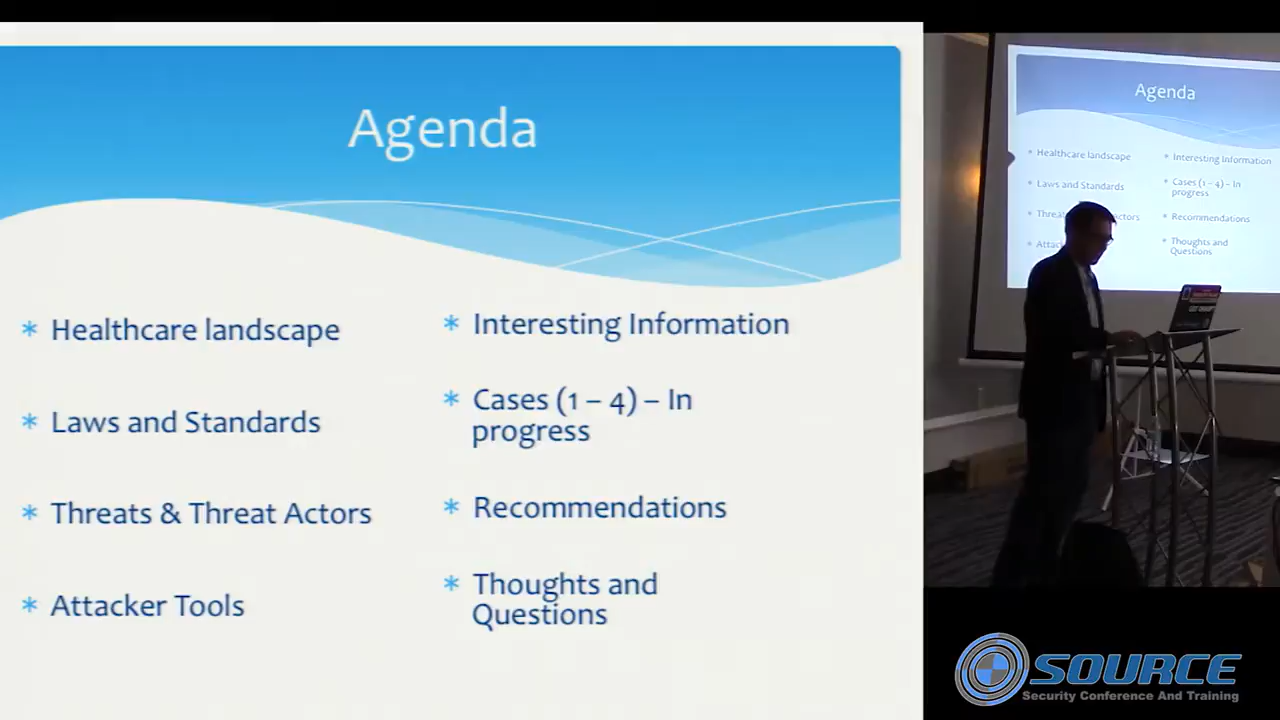 Agenda
* Healthcare landscape
* Laws and Standards
* Threats & Threat Actors
* Attacker Tools
* Interesting Information
* Cases (1 – 4) – In
progress
* Recommendations
* Thoughts and
Questions
Agenda
* Healthcare landscape
* Laws and Standards
* Interesting Information
* Cases (1 – 4) – In
progress
* Recommendations
* Thoughts and
Questions
SOURCE
Security Conference And Training